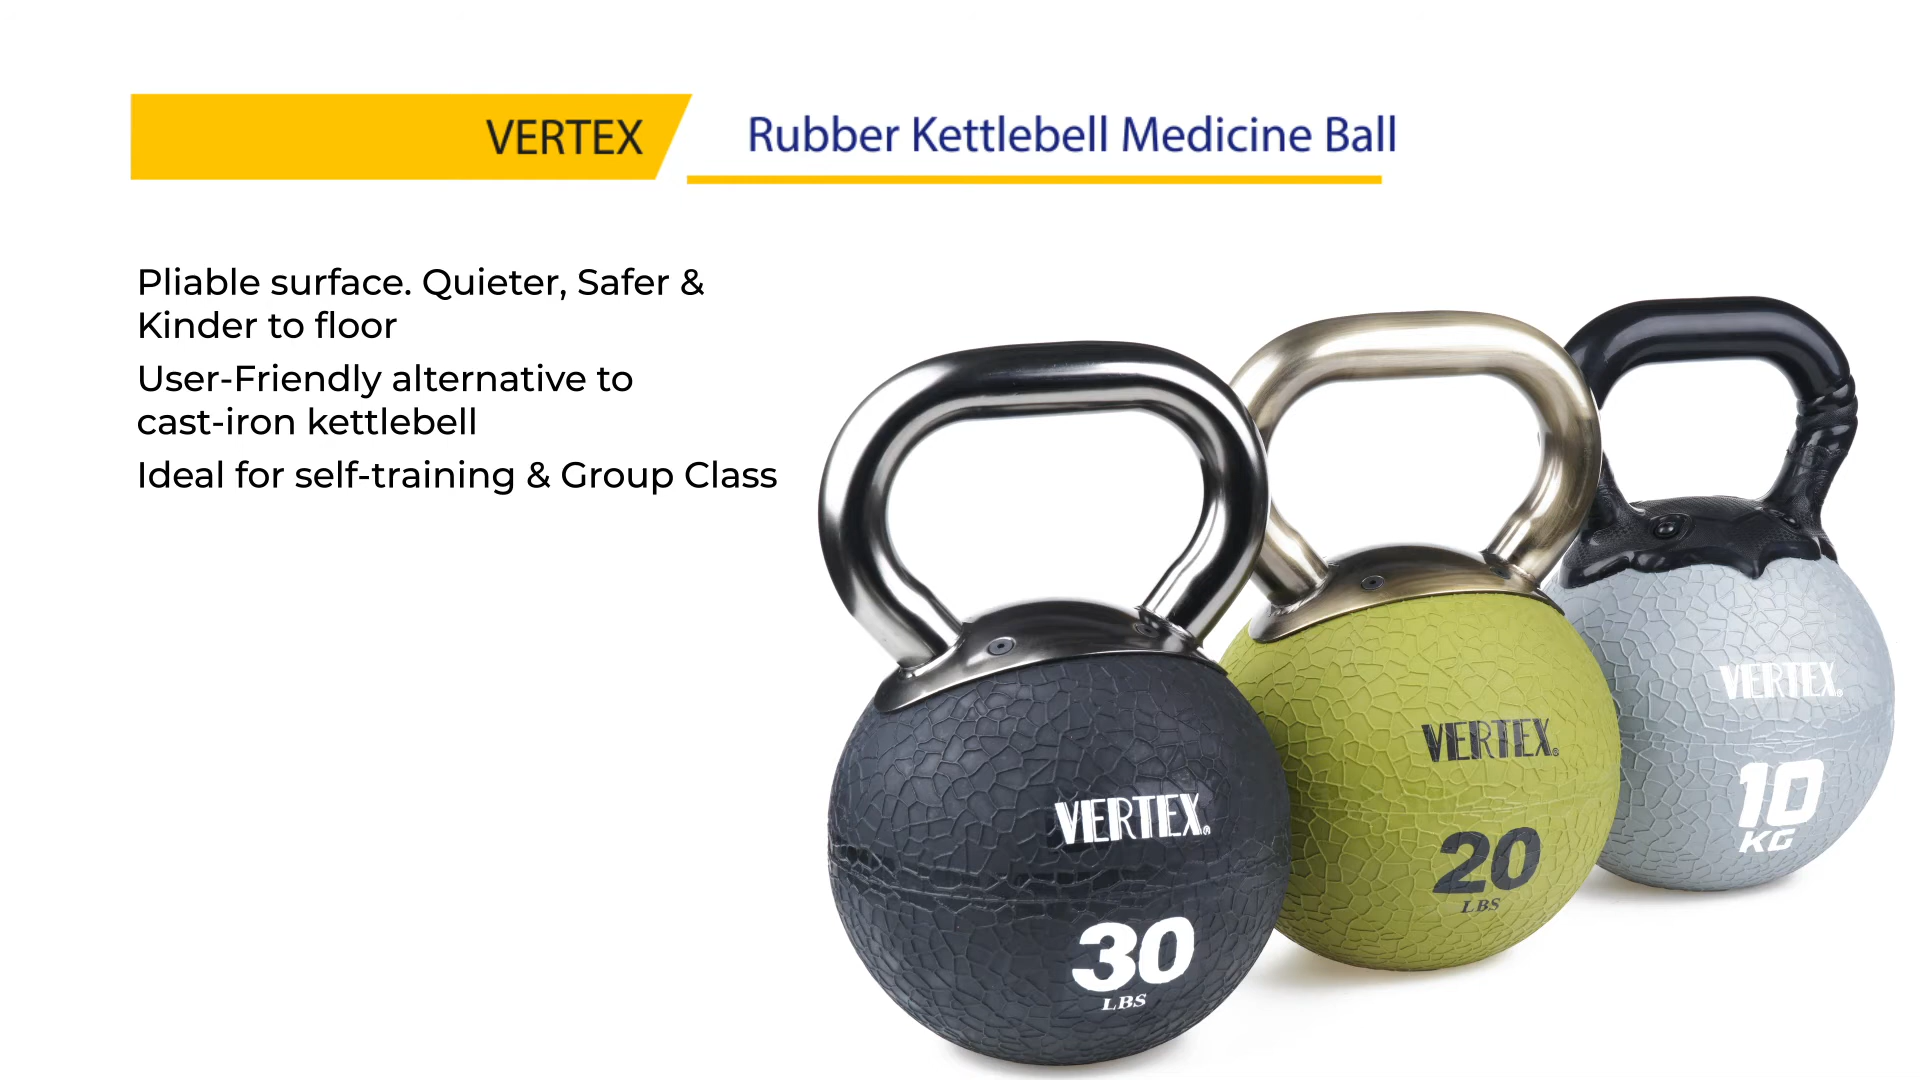 VERTEX
Rubber Kettlebell Medicine Ball
Pliable surface. Quieter, Safer &
Kinder to floor
User-Friendly alternative to
cast-iron kettlebell
Ideal for self-training & Group Class
VERTEX®
30
LBS
VERTEX®
20
LBS
VERTEX®
10
KG